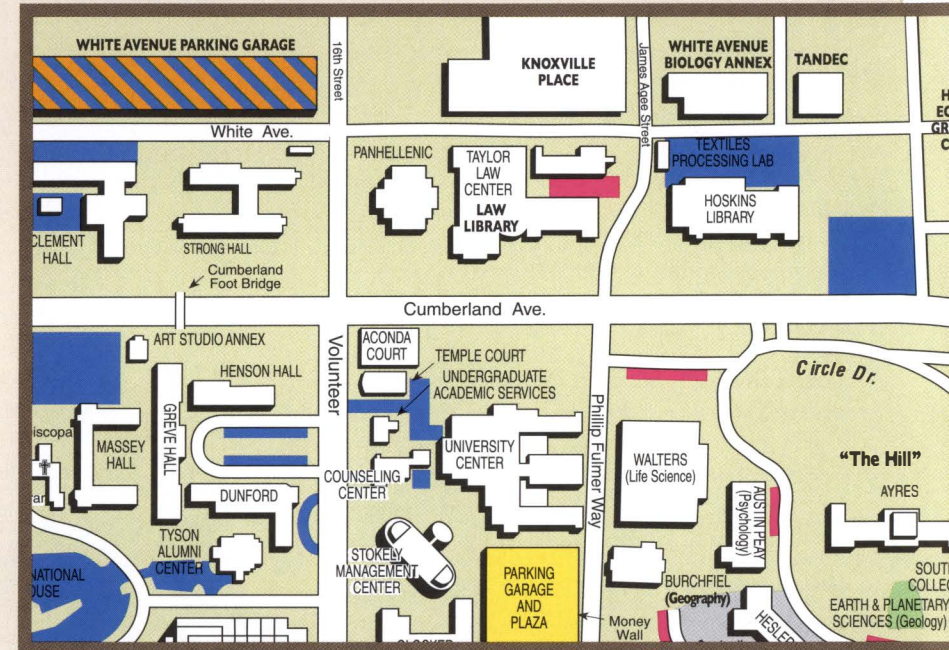 WHITE AVENUE PARKING GARAGE
16th Street
KNOXVILLE
PLACE
James Agee Street
WHITE AVENUE
BIOLOGY ANNEX
TANDEC
White Ave.
PANHELLENIC
TAYLOR
LAW
CENTER
LAW
LIBRARY
TEXTILES
PROCESSING LAB
HOSKINS
LIBRARY
CLEMENT
HALL
STRONG HALL
Cumberland
Foot Bridge
Cumberland Ave.
ART STUDIO ANNEX
HENSON HALL
Volunteer
ACONDA
COURT
TEMPLE COURT
UNDERGRADUATE
ACADEMIC SERVICES
Circle Dr.
MASSEY
HALL
GREVE HALL
DUNFORD
COUNSELING
CENTER
UNIVERSITY
CENTER
Phillip Fulmer Way
WALTERS
(Life Science)
AUSTIN PEAY
(Psychology)
"The Hill"
AYRES
TYSON
ALUMNI
CENTER
STOKELY
MANAGEMENT
CENTER
PARKING
GARAGE
AND
PLAZA
Money
Wall
BURCHFIEL
(Geography)
HESLER
EARTH & PLANETARY
SCIENCES (Geology)